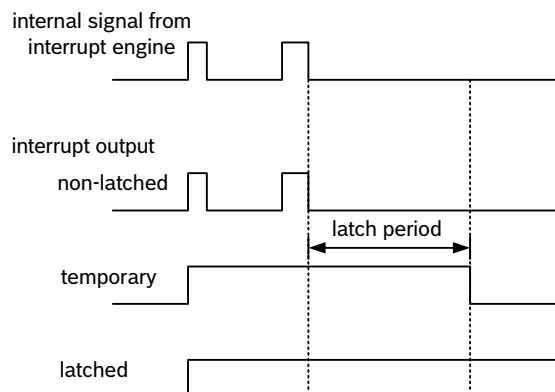 internal signal from
interrupt engine
interrupt output
non-latched
latch period
temporary
latched